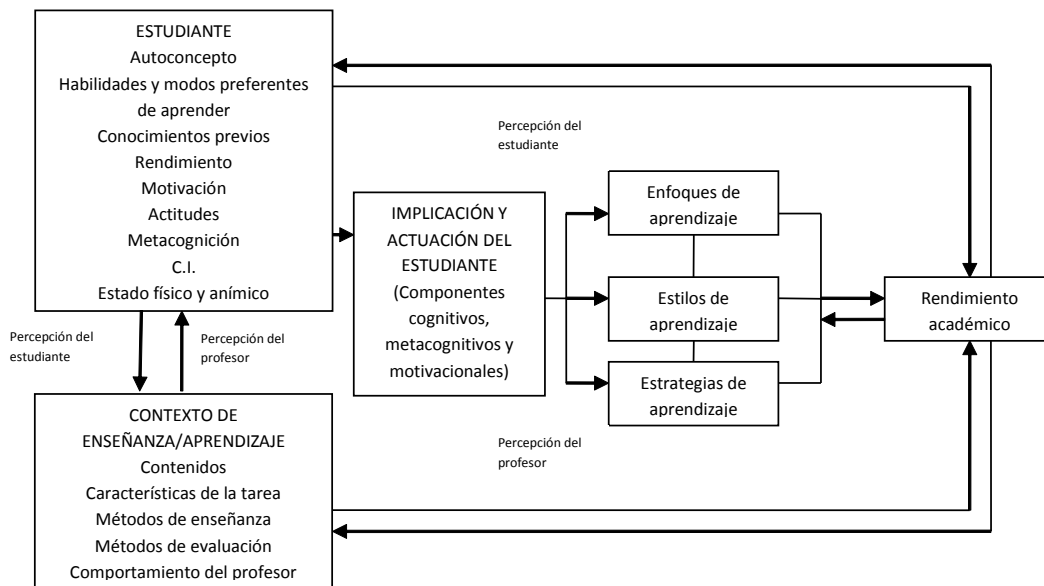 ESTUDIANTE
Autoconcepto
Habilidades y modos preferentes
de aprender
Conocimientos previos
Rendimiento
Motivación
Actitudes
Metacognición
C.I.
Estado físico y anímico
Percepción del
estudiante
Percepción del
profesor
CONTEXTO DE
ENSEÑANZA/APRENDIZAJE
Contenidos
Características de la tarea
Métodos de enseñanza
Métodos de evaluación
Comportamiento del profesor
IMPLICACIÓN Y
ACTUACIÓN DEL
ESTUDIANTE
(Componentes
cognitivos,
metacognitivos y
motivacionales)
Percepción del
estudiante
Enfoques de
aprendizaje
Estilos de
aprendizaje
Estrategias de
aprendizaje
Percepción del
profesor
Rendimiento
académico